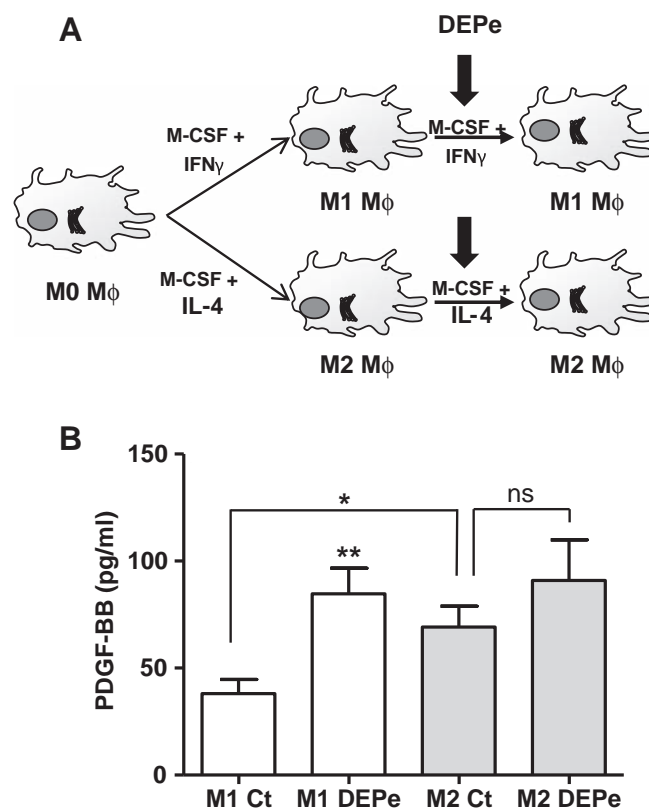 A
DEPe
M-CSF +
IFNγ
M-CSF +
IFNγ
M1 Mϕ
M1 Mϕ
M0 Mϕ
M-CSF +
IL-4
M-CSF +
IL-4
M2 Mϕ
M2 Mϕ
B
PDGF-BB (pg/ml)
150
100
50
0
*
**
ns
M1 Ct
M1 DEPe
M2 Ct
M2 DEPe